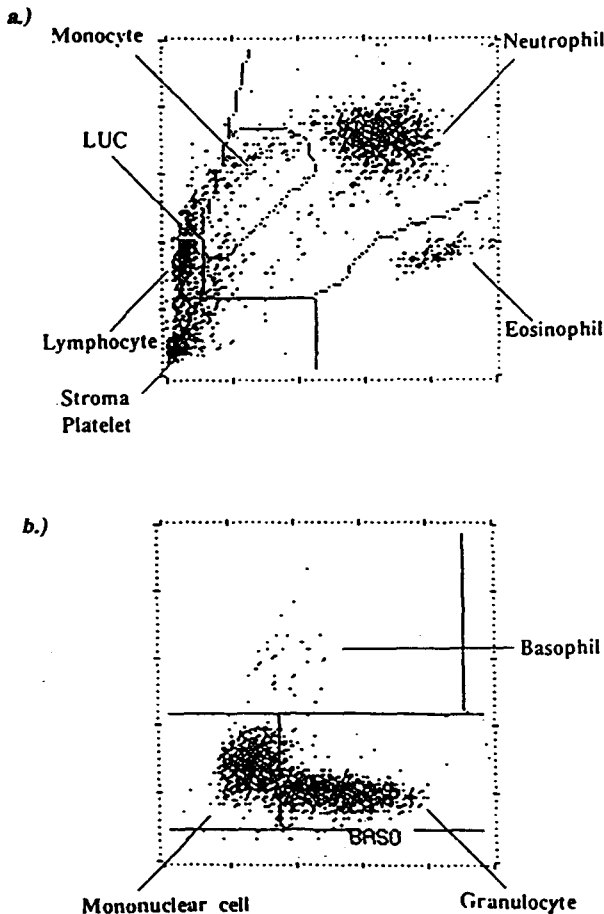 a.)
Monocyte
Neutrophil
LUC
Lymphocyte
Eosinophil
Stroma
Platelet
b.)
Basophil
BASO
Mononuclear cell
Granulocyte